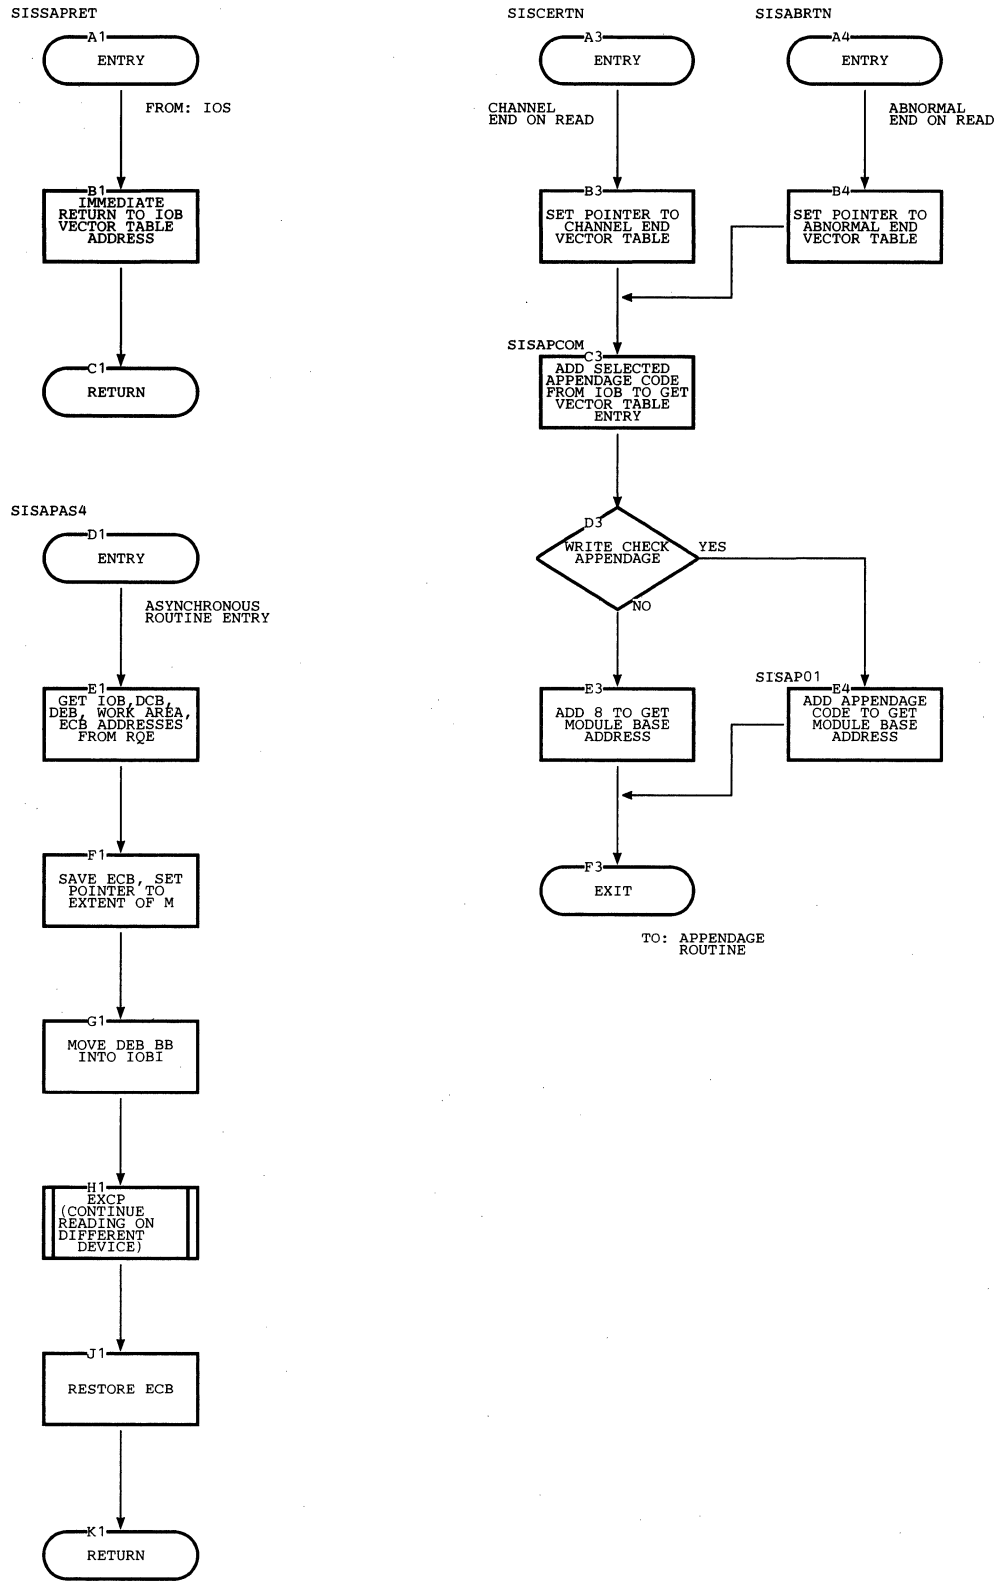 SISSAPRET
A1
ENTRY
FROM: IOS
B1
IMMEDIATE
RETURN TO IOB
VECTOR TABLE
ADDRESS
C1
RETURN
SISAPAS4
D1
ENTRY
ASYNCHRONOUS
ROUTINE ENTRY
E1
GET IOB,DCB,
DEB, WORK AREA,
ECB ADDRESSES
FROM RQE
F1
SAVE ECB, SET
POINTER TO
EXTENT OF M
G1
MOVE DEB BB
INTO IOBI
H1
EXCP
(CONTINUE
READING ON
DIFFERENT
DEVICE)
J1
RESTORE ECB
K1
RETURN
SISCERTN
A3
ENTRY
CHANNEL
END ON READ
B3
SET POINTER TO
CHANNEL END
VECTOR TABLE
SISABRTN
A4
ENTRY
ABNORMAL
END ON READ
B4
SET POINTER TO
ABNORMAL END
VECTOR TABLE
SISAPCOM
C3
ADD SELECTED
APPENDAGE CODE
FROM IOB TO GET
VECTOR TABLE
ENTRY
D3
WRITE CHECK
APPENDAGE
YES
NO
E3
ADD 8 TO GET
MODULE BASE
ADDRESS
SISAP01
E4
ADD APPENDAGE
CODE TO GET
MODULE BASE
ADDRESS
F3
EXIT
TO: APPENDAGE
ROUTINE